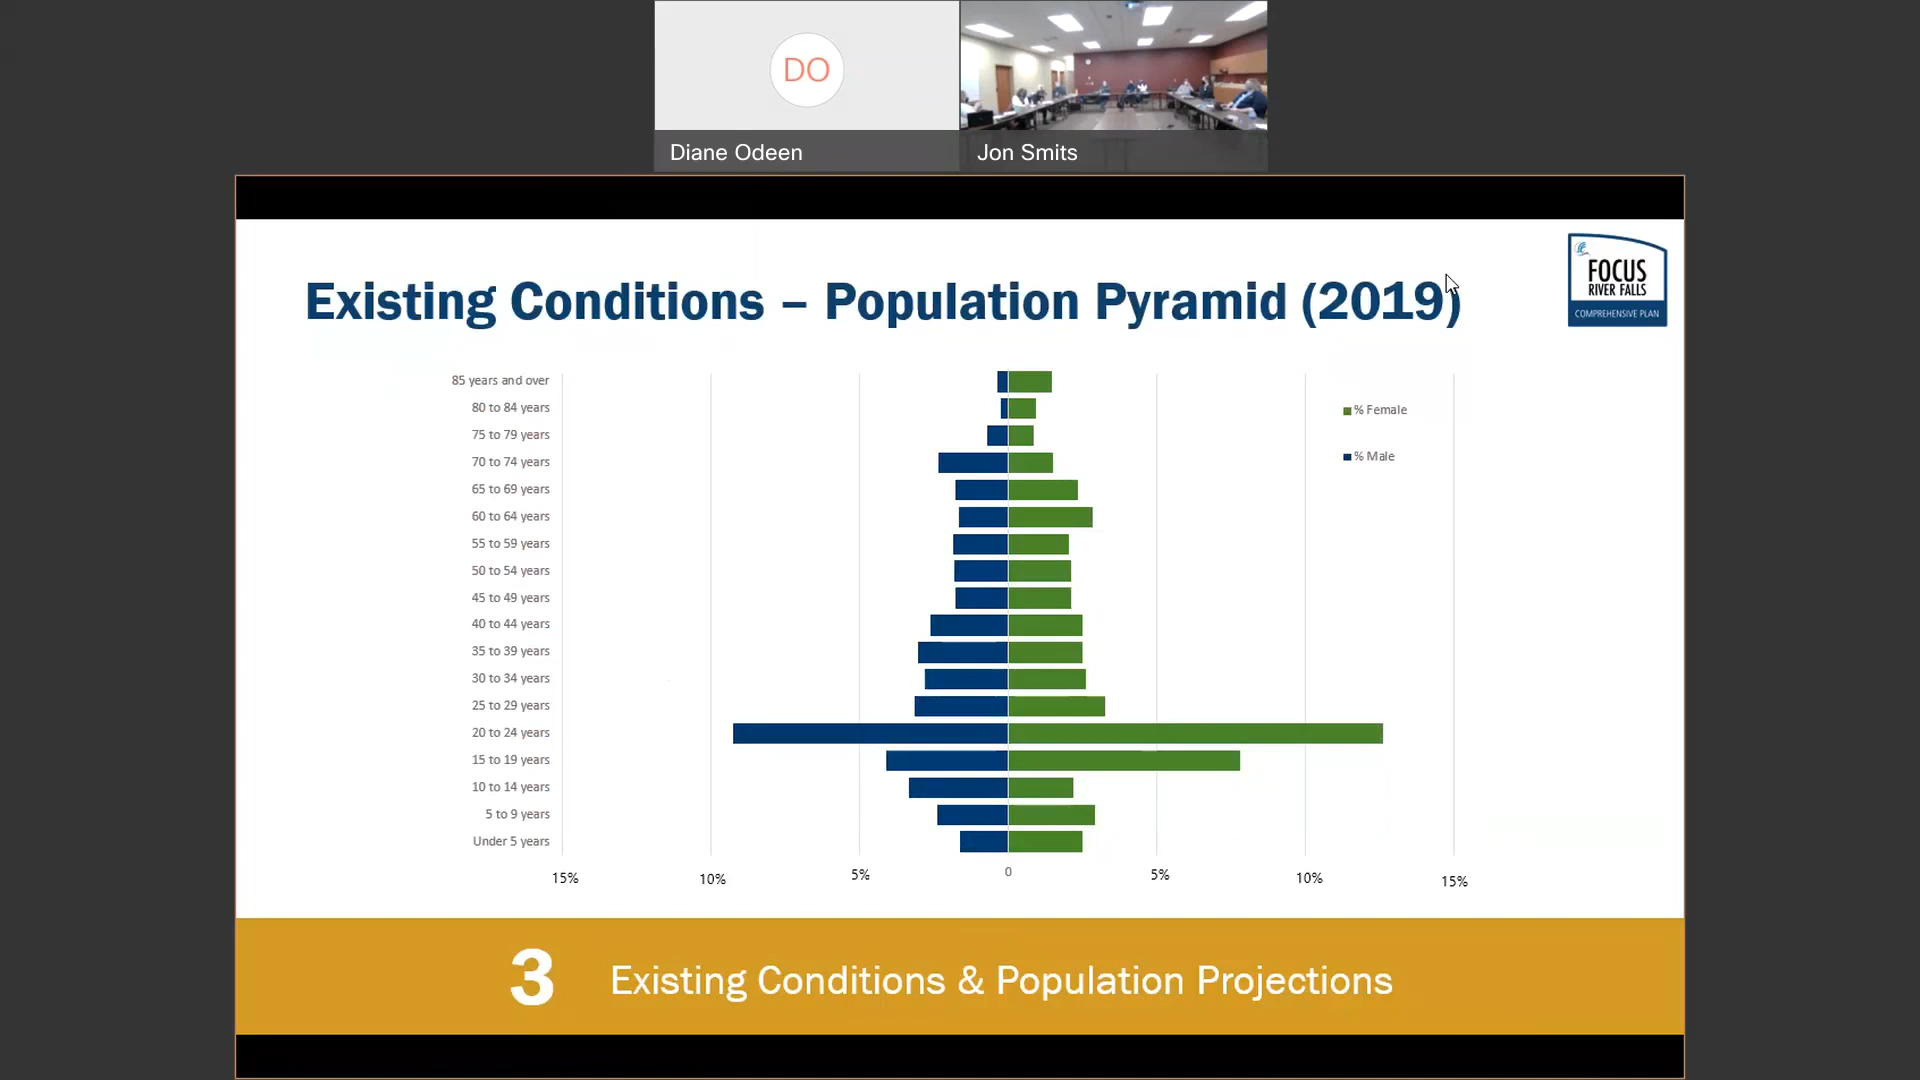 DO
Diane Odeen
Jon Smits
FOCUS
RIVER FALLS
COMPREHENSIVE PLAN
Existing Conditions – Population Pyramid (2019)
85 years and over
80 to 84 years
75 to 79 years
70 to 74 years
65 to 69 years
60 to 64 years
55 to 59 years
50 to 54 years
45 to 49 years
40 to 44 years
35 to 39 years
30 to 34 years
25 to 29 years
20 to 24 years
15 to 19 years
10 to 14 years
5 to 9 years
Under 5 years
% Female
% Male
15% 10% 5% 0 5% 10% 15%
3 Existing Conditions & Population Projections